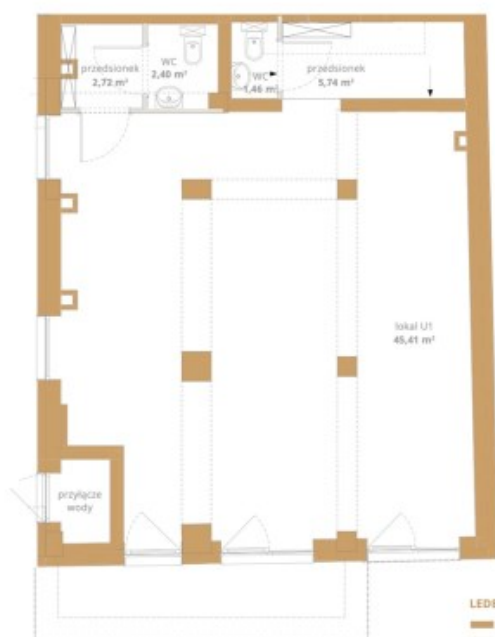 przedsionek
2,72 m²
WC
2,40 m²
WC
1,46 m²
przedsionek
5,74 m²
lokal U1
45,41 m²
przyłącze
wody